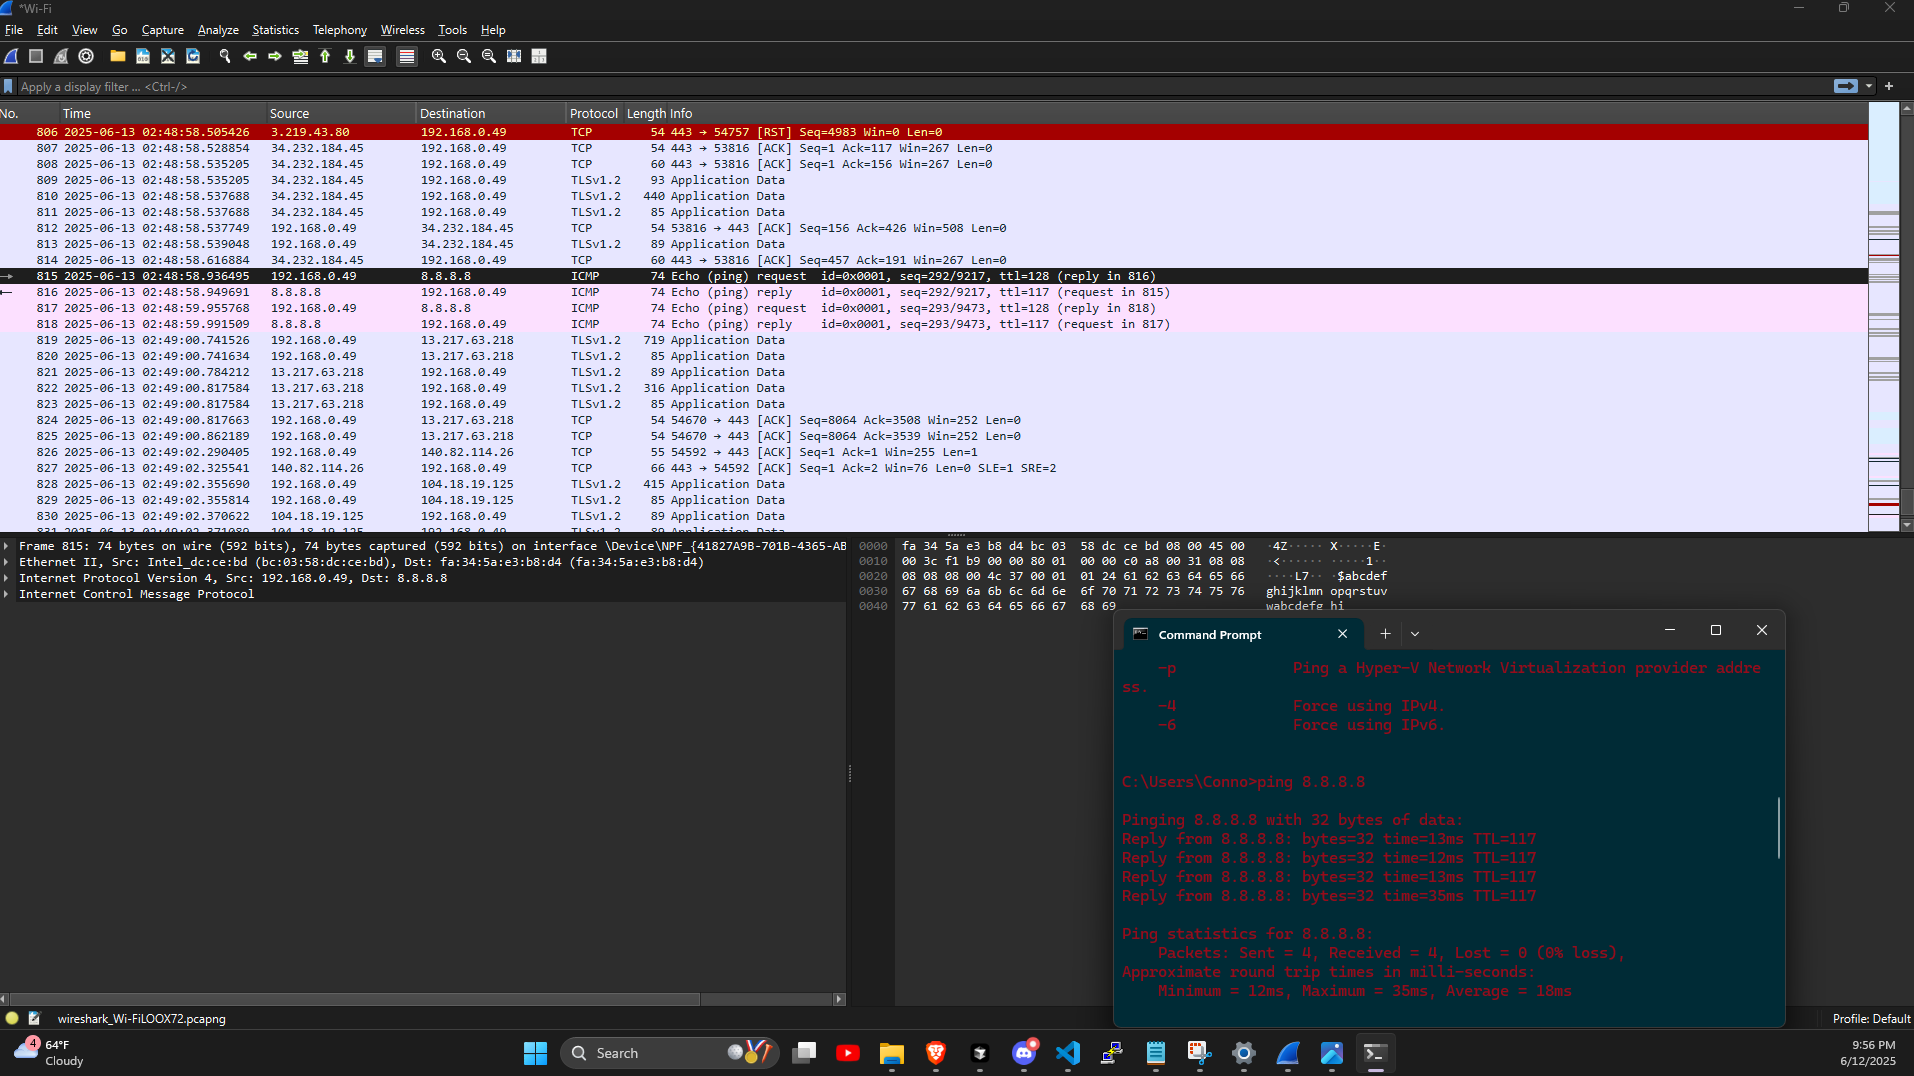 *Wi-Fi
File Edit View Go Capture Analyze Statistics Telephony Wireless Tools Help
Apply a display filter ... <Ctrl-/>
No. Time Source Destination Protocol Length Info
806 2025-06-13 02:48:58.505426 3.219.43.80 192.168.0.49 TCP 54 443 → 54757 [RST] Seq=4983 Win=0 Len=0
807 2025-06-13 02:48:58.528854 34.232.184.45 192.168.0.49 TCP 54 443 → 53816 [ACK] Seq=1 Ack=117 Win=267 Len=0
808 2025-06-13 02:48:58.535205 34.232.184.45 192.168.0.49 TCP 60 443 → 53816 [ACK] Seq=1 Ack=156 Win=267 Len=0
809 2025-06-13 02:48:58.535205 34.232.184.45 192.168.0.49 TLSv1.2 93 Application Data
810 2025-06-13 02:48:58.537688 34.232.184.45 192.168.0.49 TLSv1.2 440 Application Data
811 2025-06-13 02:48:58.537688 34.232.184.45 192.168.0.49 TLSv1.2 85 Application Data
812 2025-06-13 02:48:58.537749 192.168.0.49 34.232.184.45 TCP 54 53816 → 443 [ACK] Seq=156 Ack=426 Win=508 Len=0
813 2025-06-13 02:48:58.539048 192.168.0.49 34.232.184.45 TLSv1.2 89 Application Data
814 2025-06-13 02:48:58.616884 34.232.184.45 192.168.0.49 TCP 60 443 → 53816 [ACK] Seq=457 Ack=191 Win=267 Len=0
815 2025-06-13 02:48:58.936495 192.168.0.49 8.8.8.8 ICMP 74 Echo (ping) request id=0x0001, seq=292/9217, ttl=128 (reply in 816)
816 2025-06-13 02:48:58.949691 8.8.8.8 192.168.0.49 ICMP 74 Echo (ping) reply id=0x0001, seq=292/9217, ttl=117 (request in 815)
817 2025-06-13 02:48:59.955768 192.168.0.49 8.8.8.8 ICMP 74 Echo (ping) request id=0x0001, seq=293/9473, ttl=128 (reply in 818)
818 2025-06-13 02:48:59.991509 8.8.8.8 192.168.0.49 ICMP 74 Echo (ping) reply id=0x0001, seq=293/9473, ttl=117 (request in 817)
819 2025-06-13 02:49:00.741526 192.168.0.49 13.217.63.218 TLSv1.2 719 Application Data
820 2025-06-13 02:49:00.741634 192.168.0.49 13.217.63.218 TLSv1.2 85 Application Data
821 2025-06-13 02:49:00.784212 13.217.63.218 192.168.0.49 TLSv1.2 89 Application Data
822 2025-06-13 02:49:00.817584 13.217.63.218 192.168.0.49 TLSv1.2 316 Application Data
823 2025-06-13 02:49:00.817584 13.217.63.218 192.168.0.49 TLSv1.2 85 Application Data
824 2025-06-13 02:49:00.817663 192.168.0.49 13.217.63.218 TCP 54 54670 → 443 [ACK] Seq=8064 Ack=3508 Win=252 Len=0
825 2025-06-13 02:49:00.862189 192.168.0.49 13.217.63.218 TCP 54 54670 → 443 [ACK] Seq=8064 Ack=3539 Win=252 Len=0
826 2025-06-13 02:49:02.290405 192.168.0.49 140.82.114.26 TCP 55 54592 → 443 [ACK] Seq=1 Ack=1 Win=255 Len=1
827 2025-06-13 02:49:02.325541 140.82.114.26 192.168.0.49 TCP 66 443 → 54592 [ACK] Seq=1 Ack=2 Win=76 Len=0 SLE=1 SRE=2
828 2025-06-13 02:49:02.355690 192.168.0.49 104.18.19.125 TLSv1.2 415 Application Data
829 2025-06-13 02:49:02.355814 192.168.0.49 104.18.19.125 TLSv1.2 85 Application Data
830 2025-06-13 02:49:02.370622 104.18.19.125 192.168.0.49 TLSv1.2 89 Application Data
Frame 815: 74 bytes on wire (592 bits), 74 bytes captured (592 bits) on interface \Device\NPF_{41827A9B-701B-4365-AB
Ethernet II, Src: Intel_dc:ce:bd (bc:03:58:dc:ce:bd), Dst: fa:34:5a:e3:b8:d4 (fa:34:5a:e3:b8:d4)
Internet Protocol Version 4, Src: 192.168.0.49, Dst: 8.8.8.8
Internet Control Message Protocol
0000 fa 34 5a e3 b8 d4 bc 03 58 dc ce bd 08 00 45 00 ·4Z····· X·····E·
0010 00 3c f1 b9 00 00 80 01 00 00 c0 a8 00 31 08 08 ·<······ ·····1··
0020 08 08 08 00 4c 37 00 01 01 24 61 62 63 64 65 66 ····L7·· ·$abcdef
0030 67 68 69 6a 6b 6c 6d 6e 6f 70 71 72 73 74 75 76 ghijklmn opqrstuv
0040 77 61 62 63 64 65 66 67 68 69 wabcdefg hi
Command Prompt
-p Ping a Hyper-V Network Virtualization provider addre
ss.
-4 Force using IPv4.
-6 Force using IPv6.
C:\Users\Conno>ping 8.8.8.8
Pinging 8.8.8.8 with 32 bytes of data:
Reply from 8.8.8.8: bytes=32 time=13ms TTL=117
Reply from 8.8.8.8: bytes=32 time=12ms TTL=117
Reply from 8.8.8.8: bytes=32 time=13ms TTL=117
Reply from 8.8.8.8: bytes=32 time=35ms TTL=117
Ping statistics for 8.8.8.8:
Packets: Sent = 4, Received = 4, Lost = 0 (0% loss),
Approximate round trip times in milli-seconds:
Minimum = 12ms, Maximum = 35ms, Average = 18ms
wireshark_Wi-FiLOOX72.pcapng
Profile: Default
4
64°F
Cloudy
Search
9:56 PM
6/12/2025